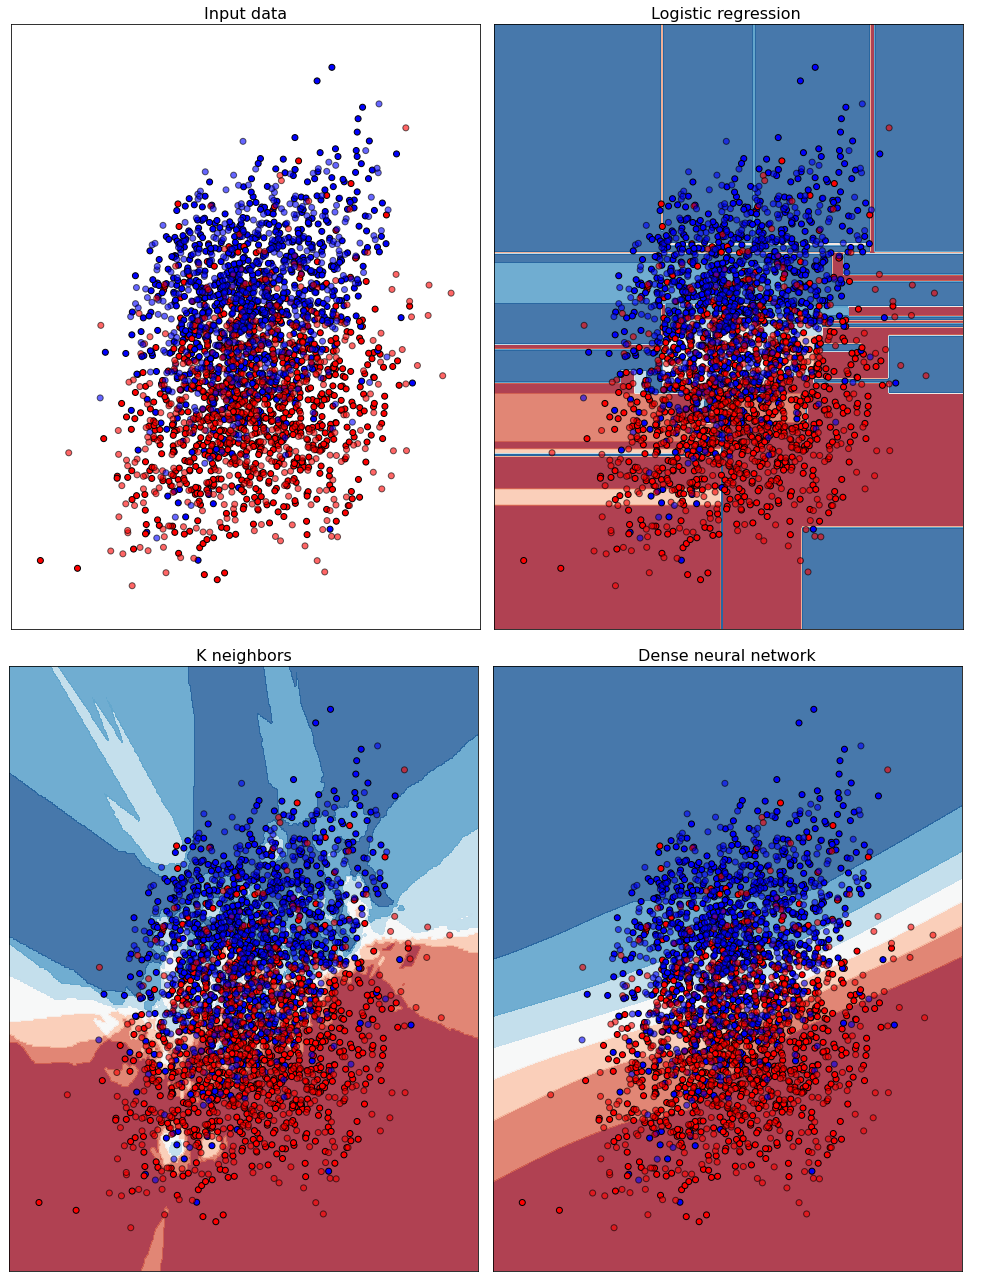 Input data
Logistic regression
K neighbors
Dense neural network